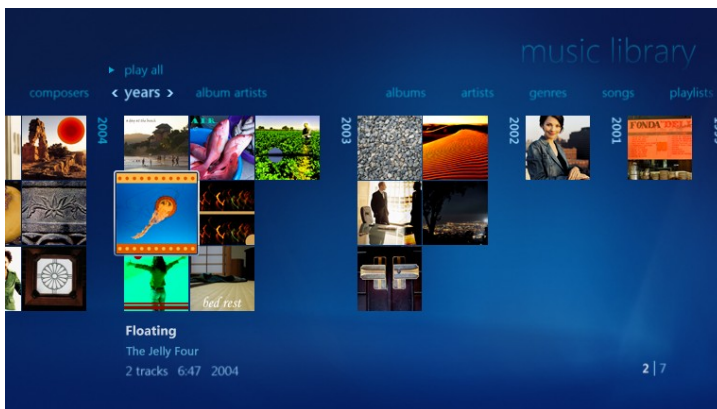 music library
play all
composers < years > album artists albums artists genres songs playlists
2004
2003
2002
2001
FONDA
bed rest
Floating
The Jelly Four
2 tracks 6:47 2004
2 | 7